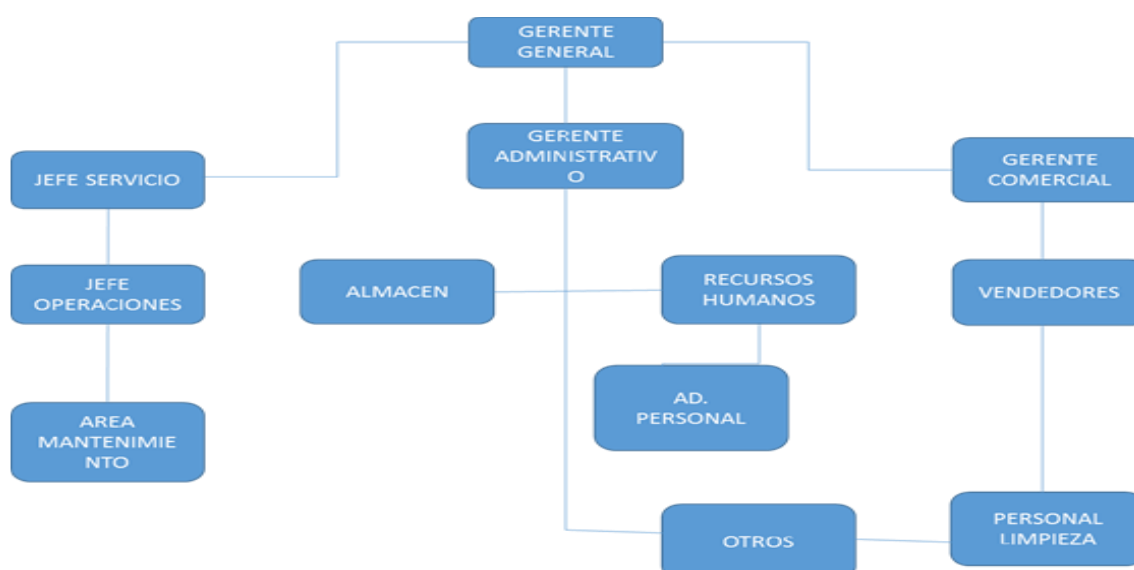 GERENTE
GENERAL
GERENTE
ADMINISTRATIV
O
JEFE SERVICIO
GERENTE
COMERCIAL
JEFE
OPERACIONES
ALMACEN
RECURSOS
HUMANOS
VENDEDORES
AD.
PERSONAL
AREA
MANTENIMIE
NTO
OTROS
PERSONAL
LIMPIEZA